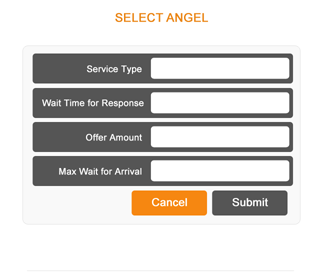 SELECT ANGEL
Service Type
Wait Time for Response
Offer Amount
Max Wait for Arrival
Cancel Submit